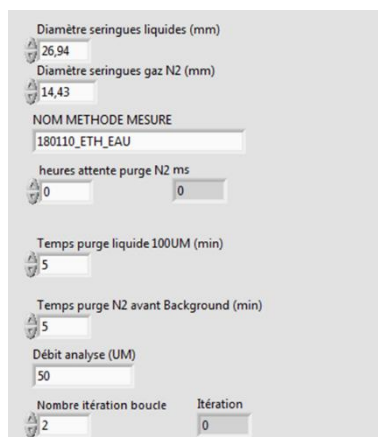 Diamètre seringues liquides (mm)
26,94
Diamètre seringues gaz N2 (mm)
14,43
NOM METHODE MESURE
180110_ETH_EAU
heures attente purge N2 ms
0 0
Temps purge liquide 100UM (min)
5
Temps purge N2 avant Background (min)
5
Débit analyse (UM)
50
Nombre itération boucle Itération
2 0